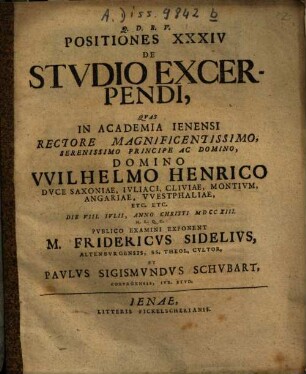 A. Diss. 9842 b
Q. D. B. V.
POSITIONES XXXIV
DE
STVDIO EXCER-
PENDI,
QVAS
IN ACADEMIA IENENSI
RECTORE MAGNIFICENTISSIMO,
SERENISSIMO PRINCIPE AC DOMINO,
DOMINO
VVILHELMO HENRICO
DVCE SAXONIAE, IVLIACI, CLIVIAE, MONTIVM,
ANGARIAE, VVESTPHALIAE,
ETC. ETC.
DIE VIII. IVLII, ANNO CHRISTI MDCCXIII.
PVBLICO EXAMINI EXPONENT
M. FRIDERICVS SIDELIVS,
ALTENBVRGENSIS, SS. THEOL. CVLTOR,
ET
PAVLVS SIGISMVNDVS SCHVBART,
IVR. STVD.
IENAE,
LITTERIS NICKELSCHERIANIS.